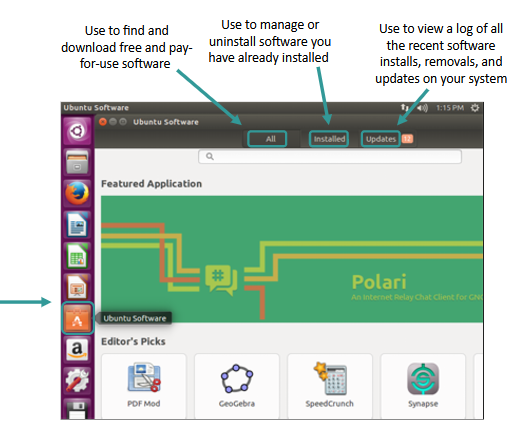 Use to find and
download free and pay-
for-use software
Use to manage or
uninstall software you
have already installed
Use to view a log of all
the recent software
installs, removals, and
updates on your system
Ubuntu Software
1:15 PM
Ubuntu Software
All
Installed
Updates
Featured Application
Polari
An Internet Relay Chat Client for GNO
Ubuntu Software
Editor's Picks
PDF Mod
GeoGebra
SpeedCrunch
Synapse